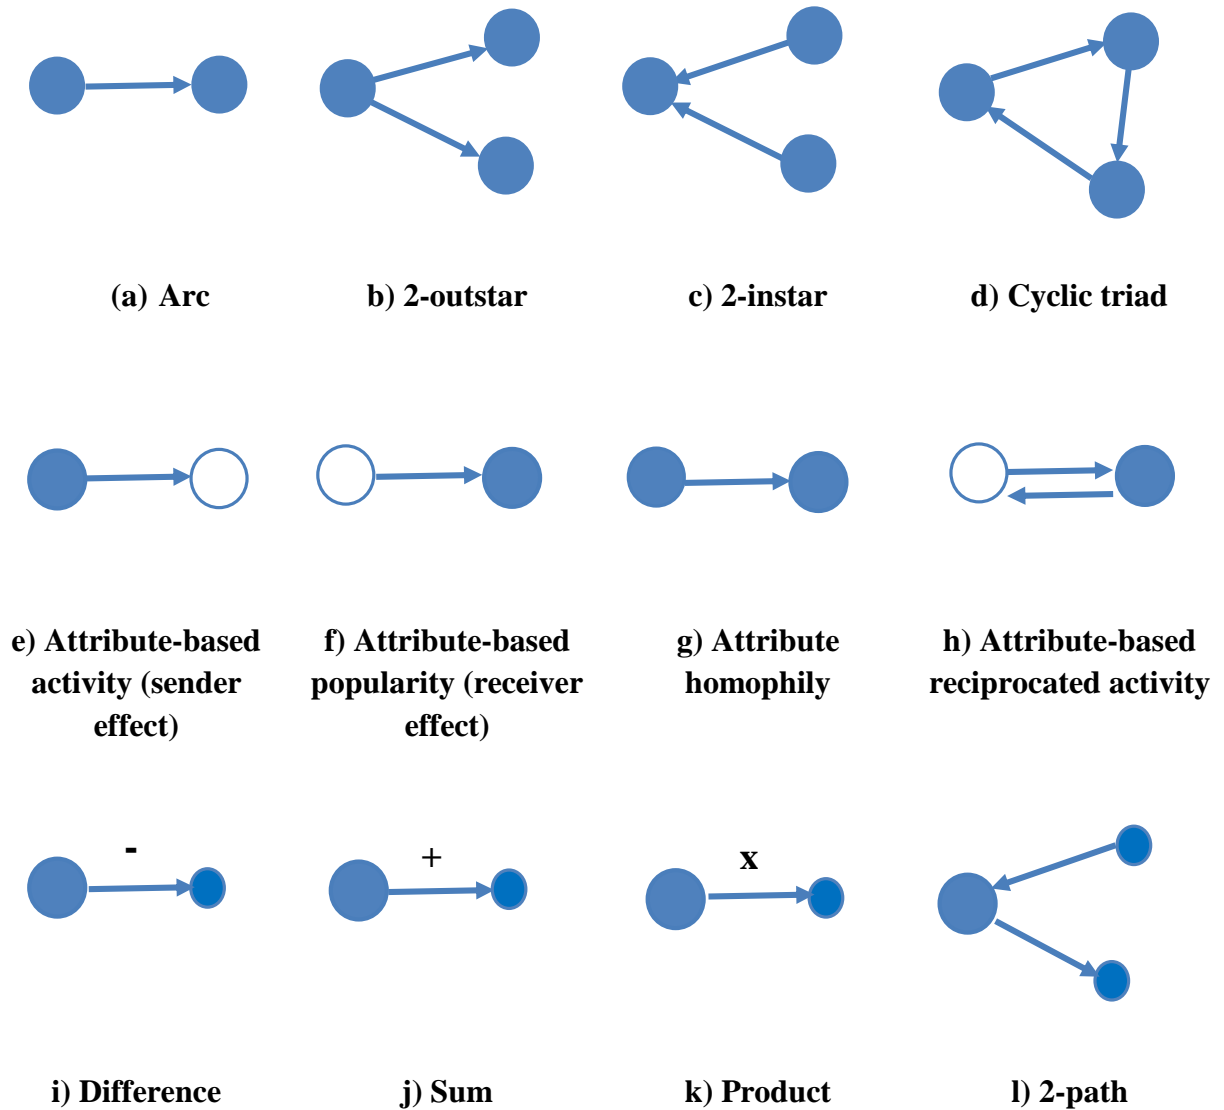 (a) Arc
b) 2-outstar
c) 2-instar
d) Cyclic triad
e) Attribute-based
activity (sender
effect)
f) Attribute-based
popularity (receiver
effect)
g) Attribute
homophily
h) Attribute-based
reciprocated activity
-
+
x
i) Difference
j) Sum
k) Product
l) 2-path